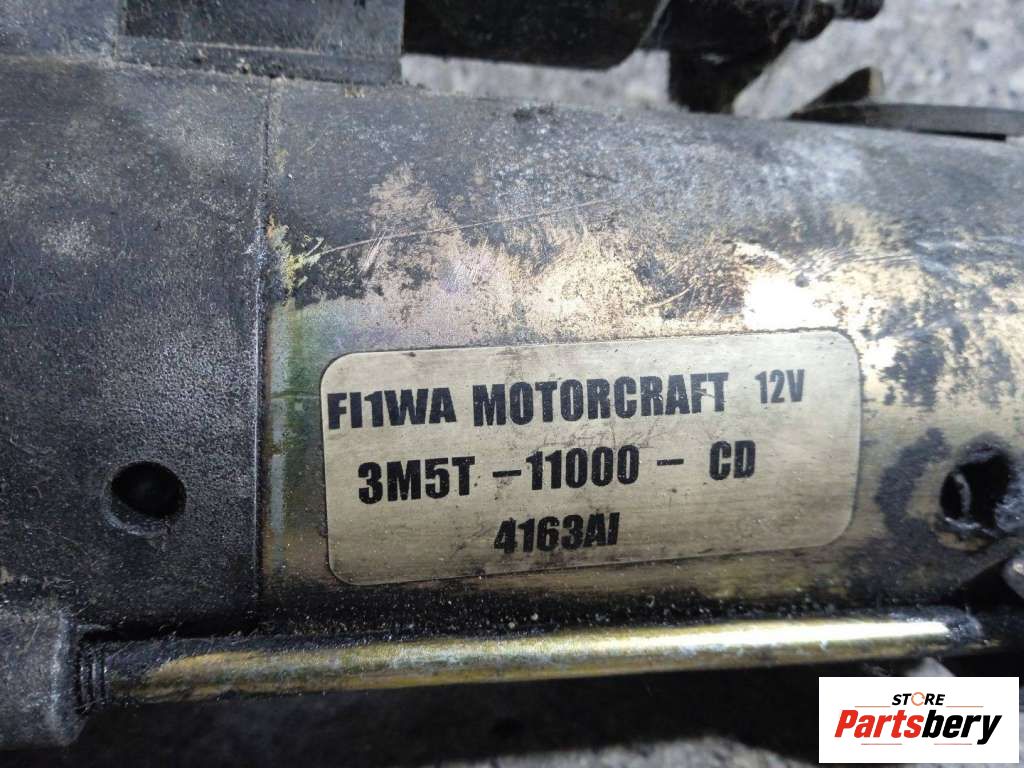 FI1WA MOTORCRAFT 12V
3M5T -11000 - CD
4163AI
STORE
Partsbery